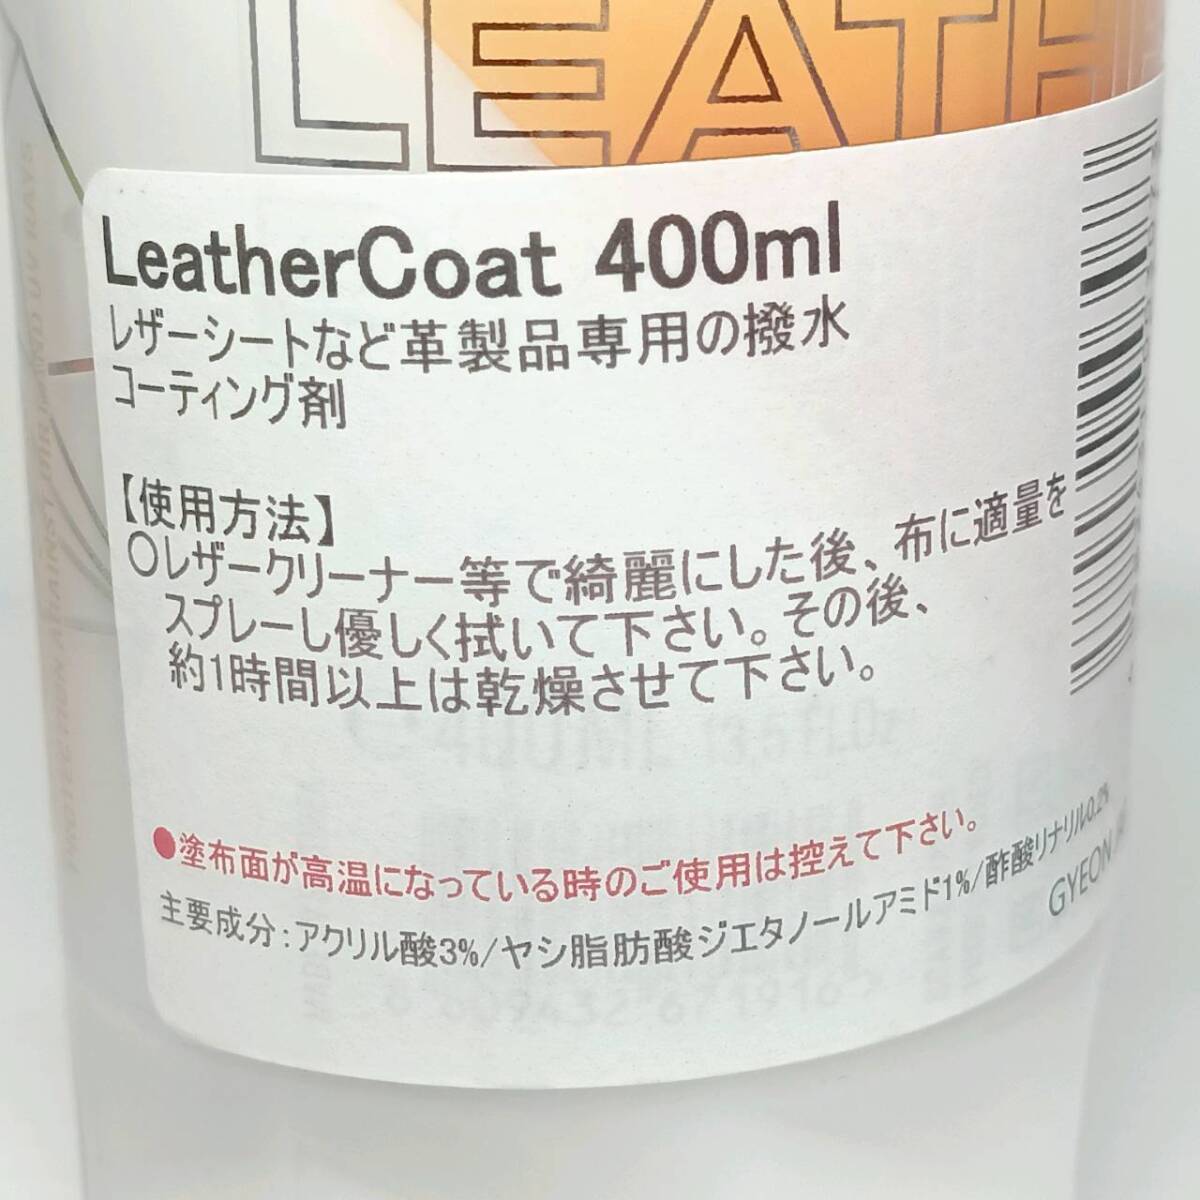 LEATH
LeatherCoat 400ml
レザーシートなど革製品専用の撥水
コーティング剤
【使用方法】
〇レザークリーナー等で綺麗にした後、布に適量を
スプレーし優しく拭いて下さい。その後、
約1時間以上は乾燥させて下さい。
●塗布面が高温になっている時のご使用は控えて下さい。
主要成分:アクリル酸3%/ヤシ脂肪酸ジエタノールアミド1%/酢酸リナリル0.2%
GYEON